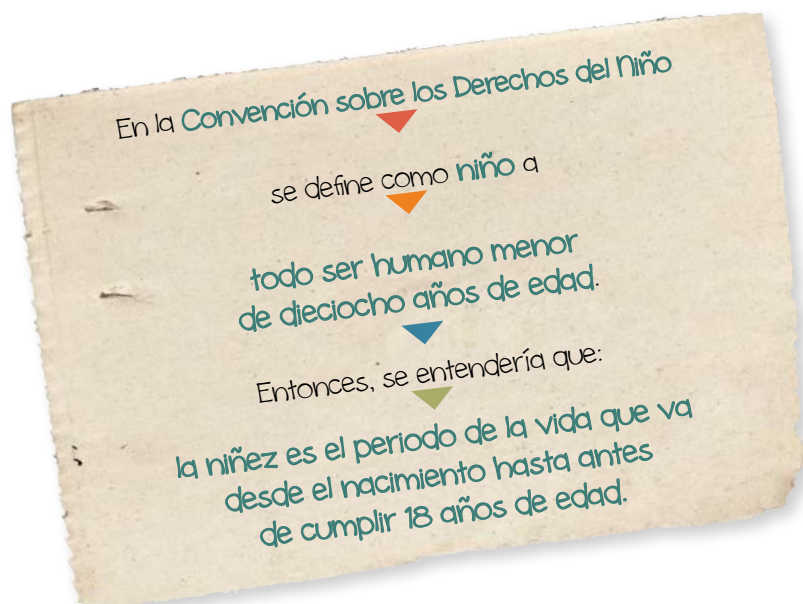 En la Convención sobre los Derechos del Niño
se define como niño a
todo ser humano menor
de dieciocho años de edad.
Entonces, se entendería que:
la niñez es el periodo de la vida que va
desde el nacimiento hasta antes
de cumplir 18 años de edad.